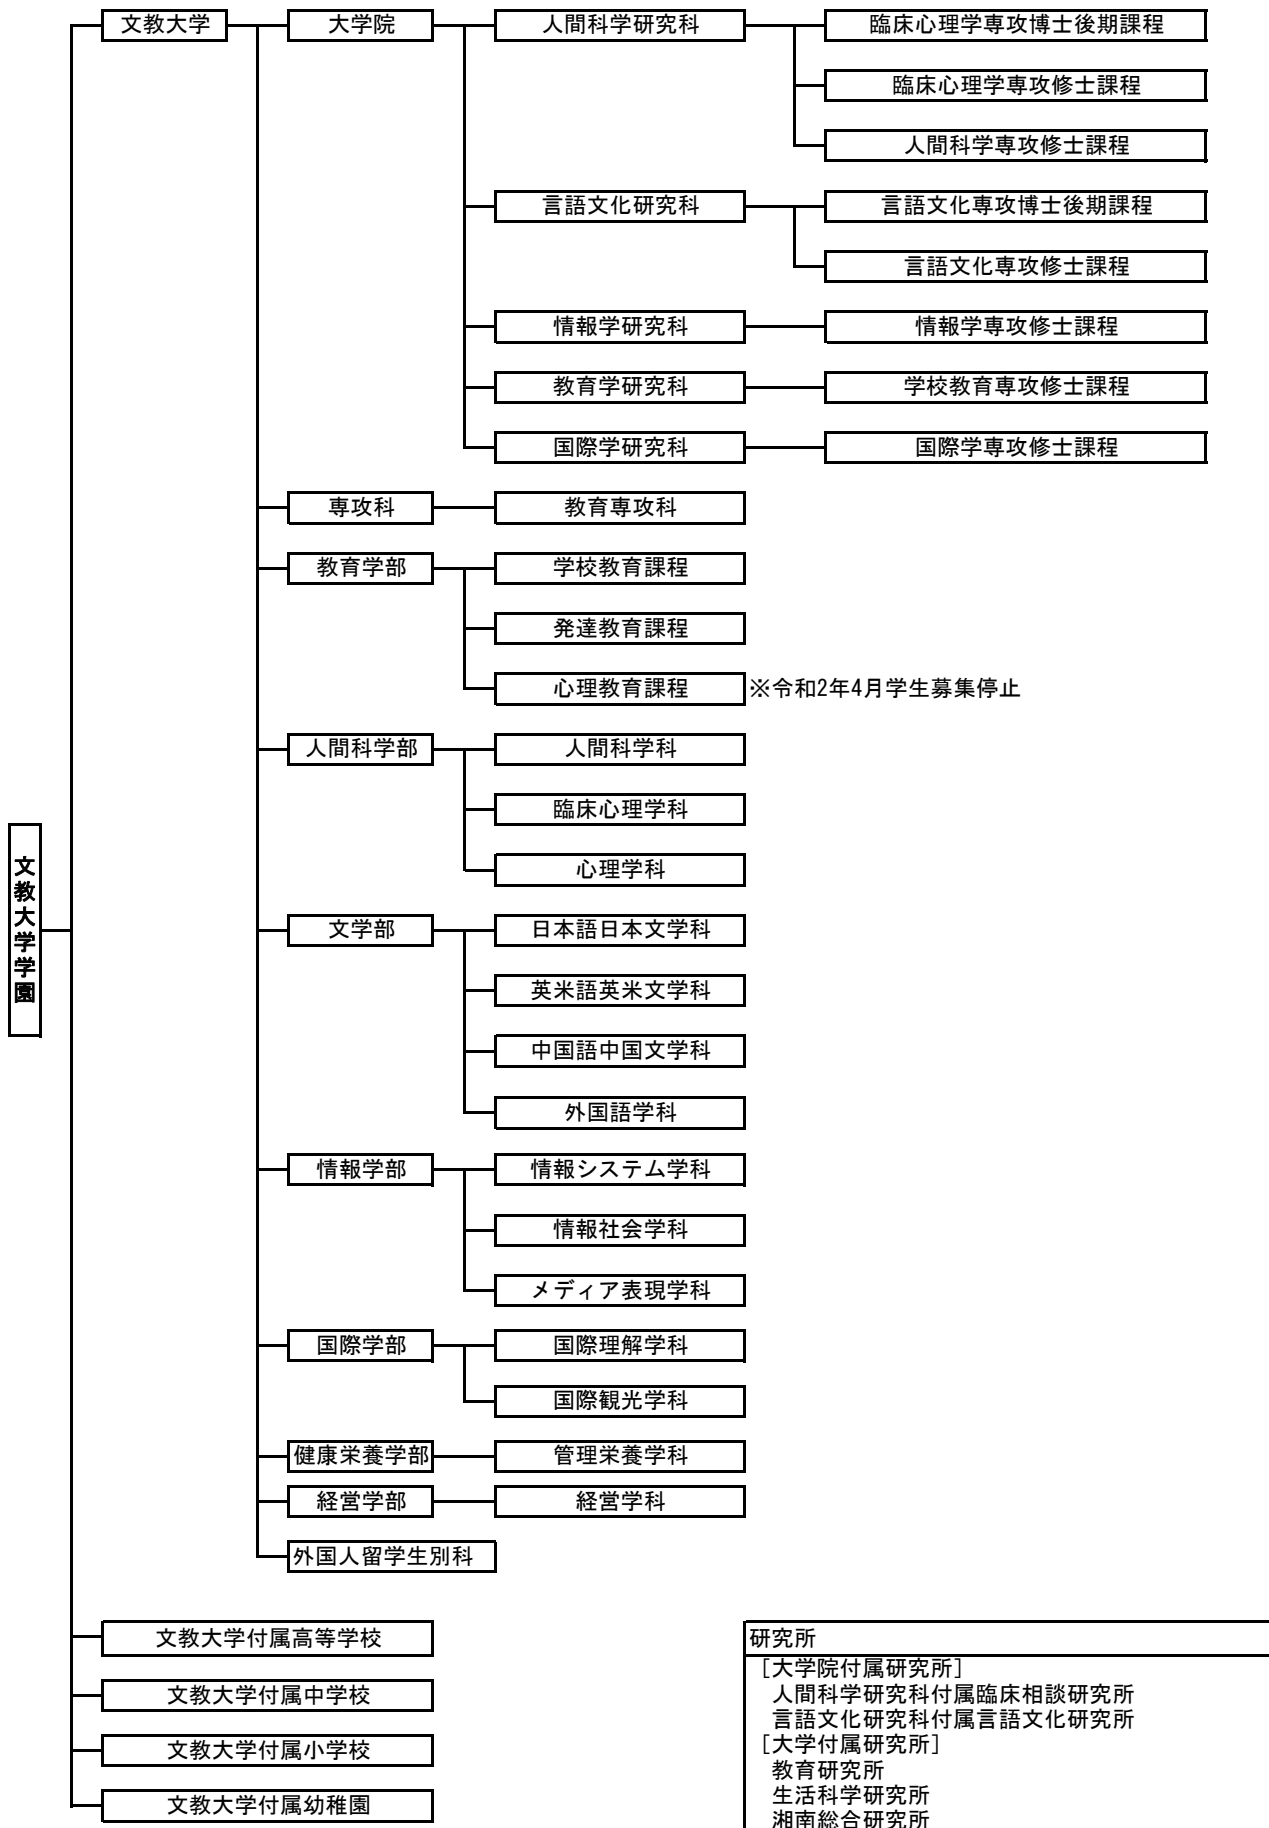 文教大学学園
文教大学
大学院
人間科学研究科
臨床心理学専攻博士後期課程
臨床心理学専攻修士課程
人間科学専攻修士課程
言語文化研究科
言語文化専攻博士後期課程
言語文化専攻修士課程
情報学研究科
情報学専攻修士課程
教育学研究科
学校教育専攻修士課程
国際学研究科
国際学専攻修士課程
専攻科
教育専攻科
教育学部
学校教育課程
発達教育課程
心理教育課程
※令和2年4月学生募集停止
人間科学部
人間科学科
臨床心理学科
心理学科
文学部
日本語日本文学科
英米語英米文学科
中国語中国文学科
外国語学科
情報学部
情報システム学科
情報社会学科
メディア表現学科
国際学部
国際理解学科
国際観光学科
健康栄養学部
管理栄養学科
経営学部
経営学科
外国人留学生別科
文教大学付属高等学校
文教大学付属中学校
文教大学付属小学校
文教大学付属幼稚園
研究所
［大学院付属研究所］
人間科学研究科付属臨床相談研究所
言語文化研究科付属言語文化研究所
［大学付属研究所］
教育研究所
生活科学研究所
湘南総合研究所